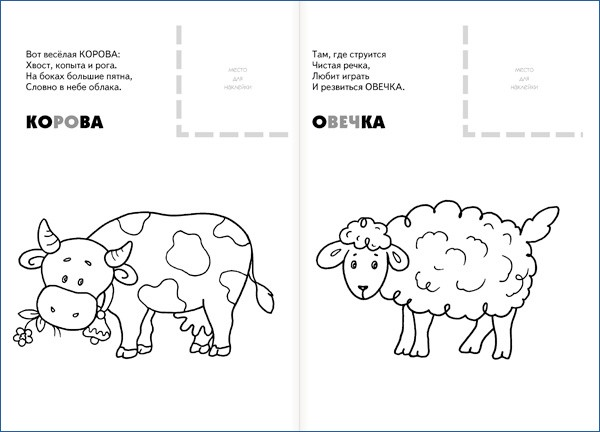 Вот весёлая КОРОВА:
Хвост, копыта и рога.
На боках большие пятна,
Словно в небе облака.
место
для
наклейки
КОРОВА
Там, где струится
Чистая речка,
Любит играть
И резвиться ОВЕЧКА.
место
для
наклейки
ОВЕЧКА